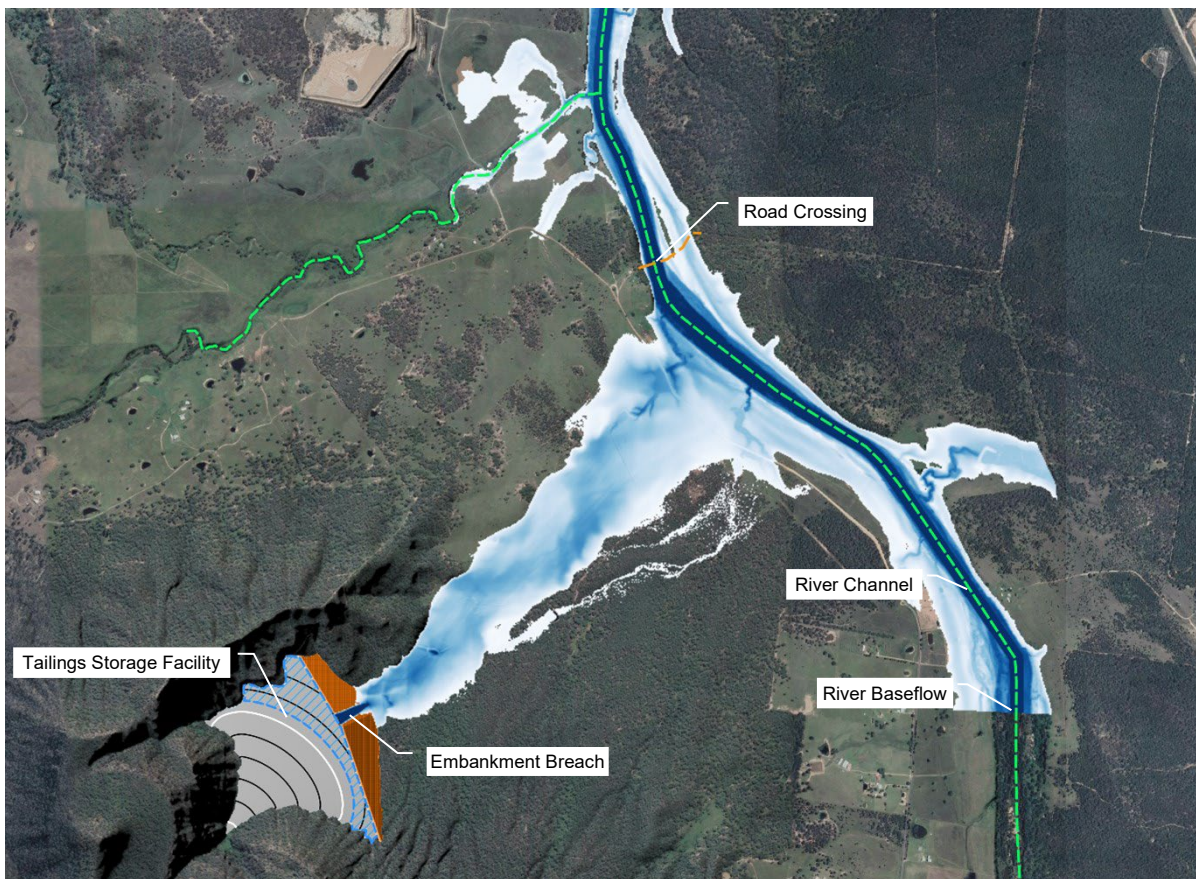 Road Crossing
River Channel
Tailings Storage Facility
River Baseflow
Embankment Breach